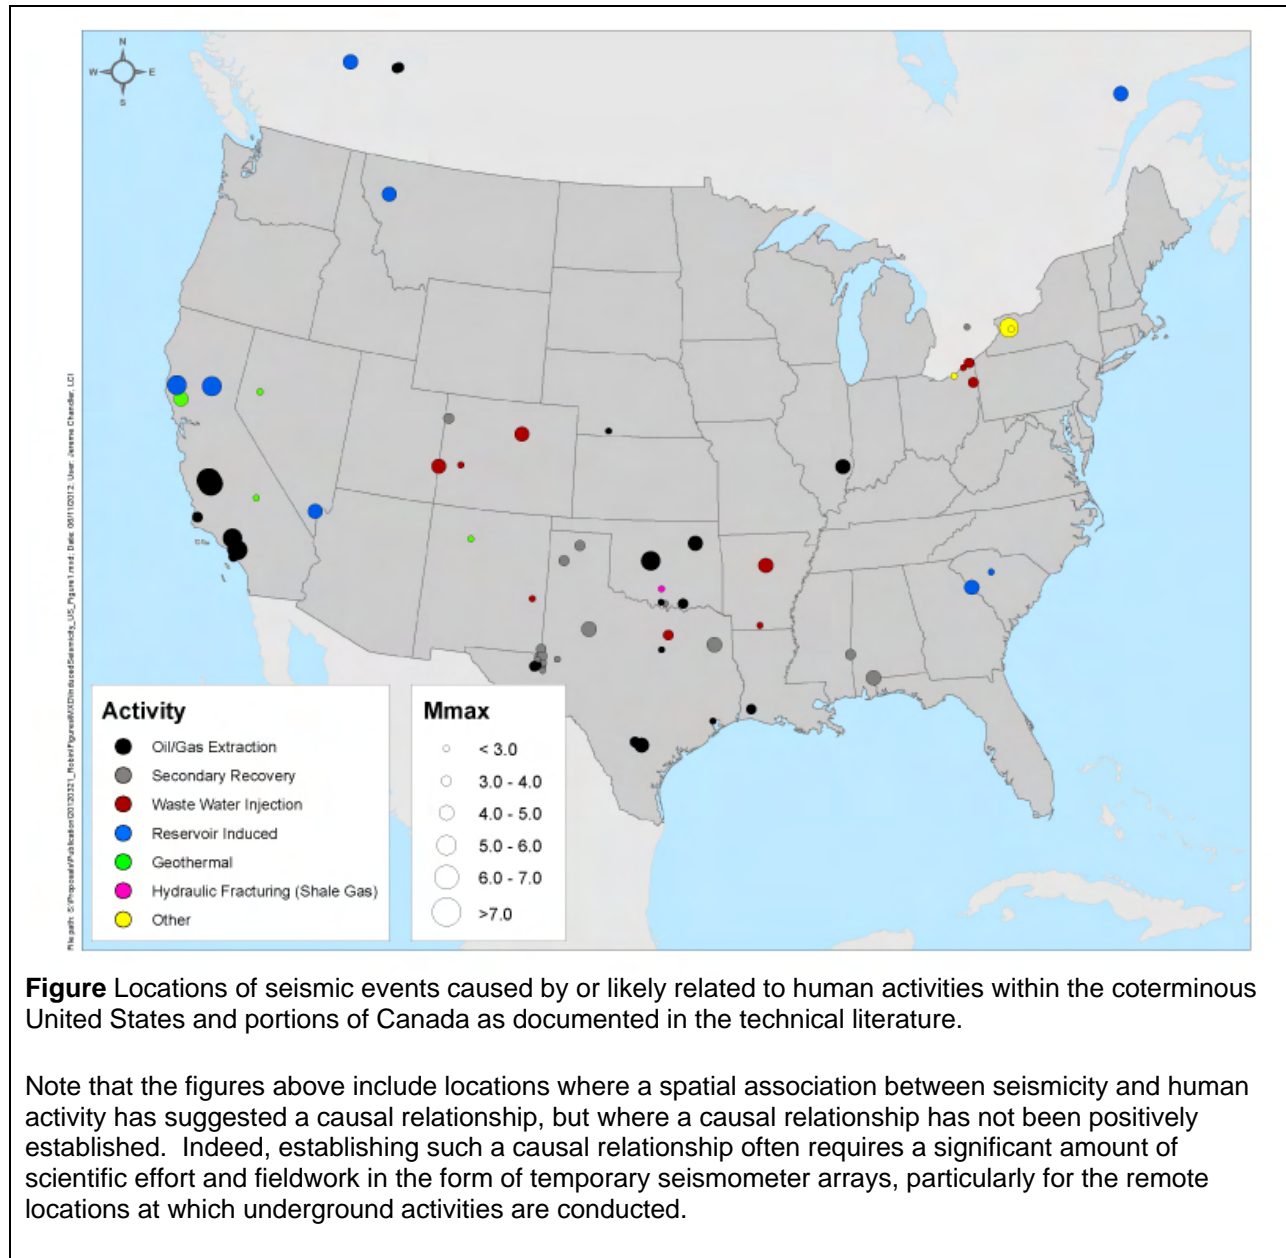 N
W E
S
Activity
Oil/Gas Extraction
Secondary Recovery
Waste Water Injection
Reservoir Induced
Geothermal
Hydraulic Fracturing (Shale Gas)
Other
Mmax
< 3.0
3.0 - 4.0
4.0 - 5.0
5.0 - 6.0
6.0 - 7.0
>7.0
Figure Locations of seismic events caused by or likely related to human activities within the coterminous
United States and portions of Canada as documented in the technical literature.
Note that the figures above include locations where a spatial association between seismicity and human
activity has suggested a causal relationship, but where a causal relationship has not been positively
established.  Indeed, establishing such a causal relationship often requires a significant amount of
scientific effort and fieldwork in the form of temporary seismometer arrays, particularly for the remote
locations at which underground activities are conducted.